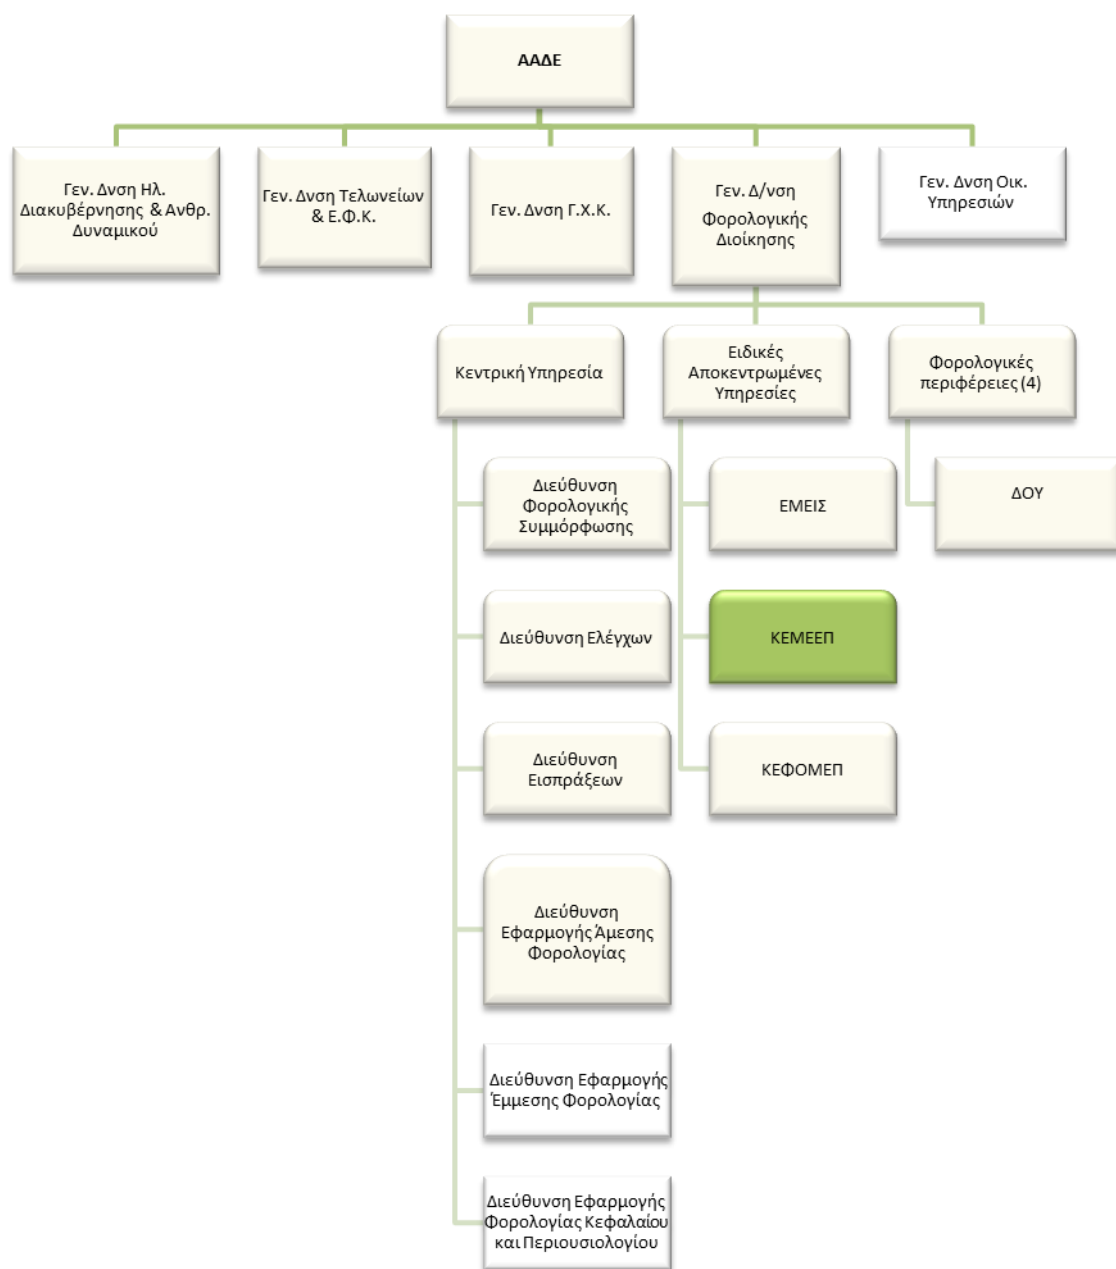 ΑΑΔΕ
Γεν. Δνση Ηλ.
Διακυβέρνησης & Ανθρ.
Δυναμικού
Γεν. Δνση Τελωνείων
& Ε.Φ.Κ.
Γεν. Δνση Γ.Χ.Κ.
Γεν. Δ/νση
Φορολογικής
Διοίκησης
Γεν. Δνση Οικ.
Υπηρεσιών
Κεντρική Υπηρεσία
Ειδικές
Αποκεντρωμένες
Υπηρεσίες
Φορολογικές
περιφέρειες (4)
Διεύθυνση
Φορολογικής
Συμμόρφωσης
ΕΜΕΙΣ
ΔΟΥ
Διεύθυνση Ελέγχων
ΚΕΜΕΕΠ
Διεύθυνση
Εισπράξεων
ΚΕΦΟΜΕΠ
Διεύθυνση
Εφαρμογής Άμεσης
Φορολογίας
Διεύθυνση Εφαρμογής
Έμμεσης Φορολογίας
Διεύθυνση Εφαρμογής
Φορολογίας Κεφαλαίου
και Περιουσιολογίου